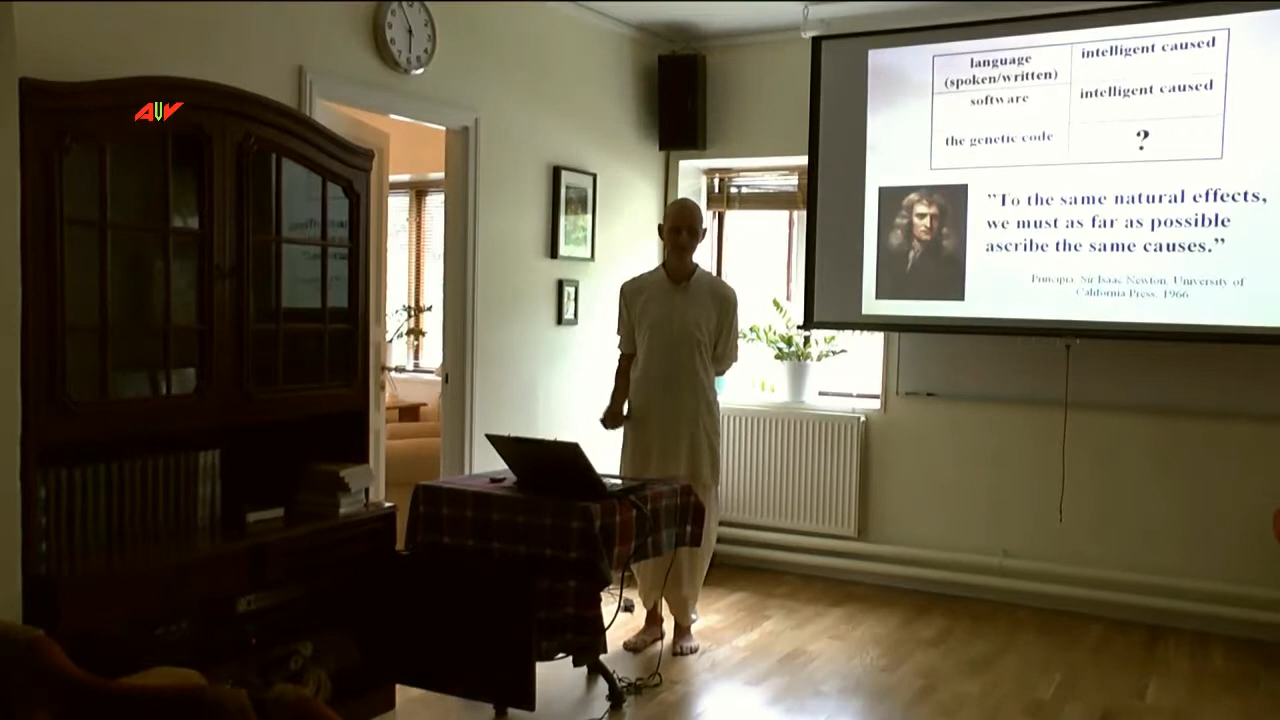 AVV
language
(spoken/written)
intelligent caused
software
intelligent caused
the genetic code
?
"To the same natural effects,
we must as far as possible
ascribe the same causes."
Principia, Sir Isaac Newton, University of
California Press, 1966